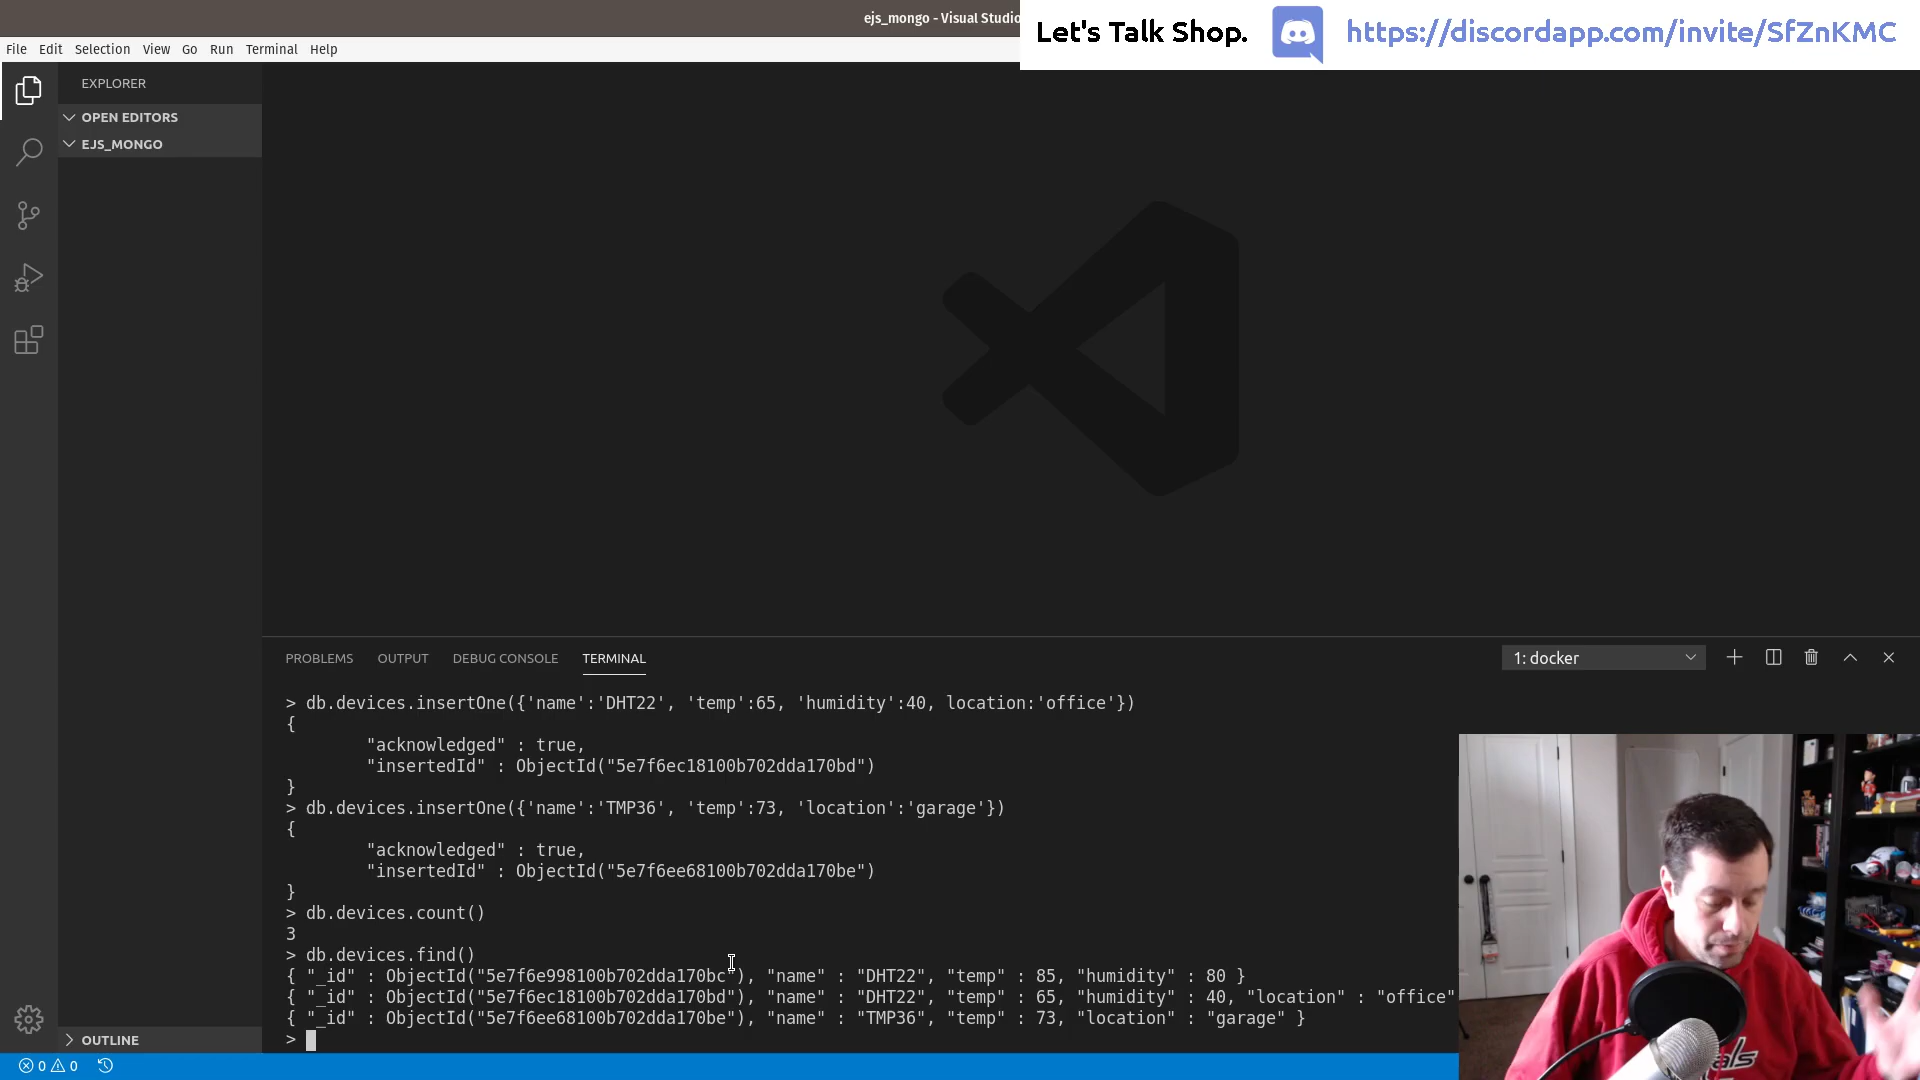 ejs_mongo - Visual Studio
Let's Talk Shop.
https://discordapp.com/invite/SfZnKMC
File Edit Selection View Go Run Terminal Help
EXPLORER
OPEN EDITORS
EJS_MONGO
PROBLEMS OUTPUT DEBUG CONSOLE TERMINAL
1: docker
> db.devices.insertOne({'name':'DHT22', 'temp':65, 'humidity':40, location:'office'})
{
"acknowledged" : true,
"insertedId" : ObjectId("5e7f6ec18100b702dda170bd")
}
> db.devices.insertOne({'name':'TMP36', 'temp':73, 'location':'garage'})
{
"acknowledged" : true,
"insertedId" : ObjectId("5e7f6ee68100b702dda170be")
}
> db.devices.count()
3
> db.devices.find()
{ "_id" : ObjectId("5e7f6e998100b702dda170bc"), "name" : "DHT22", "temp" : 85, "humidity" : 80 }
{ "_id" : ObjectId("5e7f6ec18100b702dda170bd"), "name" : "DHT22", "temp" : 65, "humidity" : 40, "location" : "office"
{ "_id" : ObjectId("5e7f6ee68100b702dda170be"), "name" : "TMP36", "temp" : 73, "location" : "garage" }
>
OUTLINE
0 0